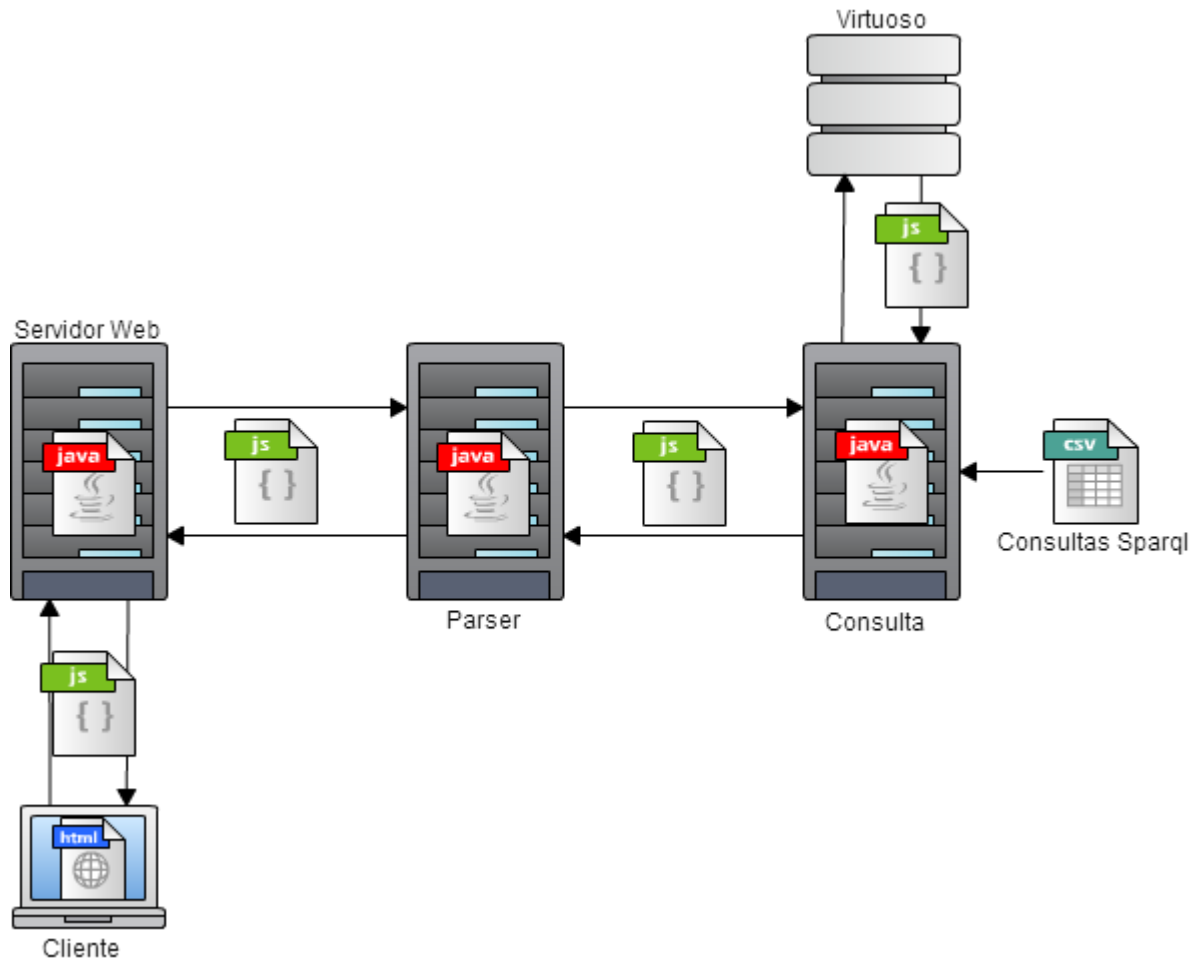 Virtuoso
js
{ }
Servidor Web
java
js
{ }
java
js
{ }
java
csv
Consultas Sparql
Parser
Consulta
js
{ }
html
Cliente